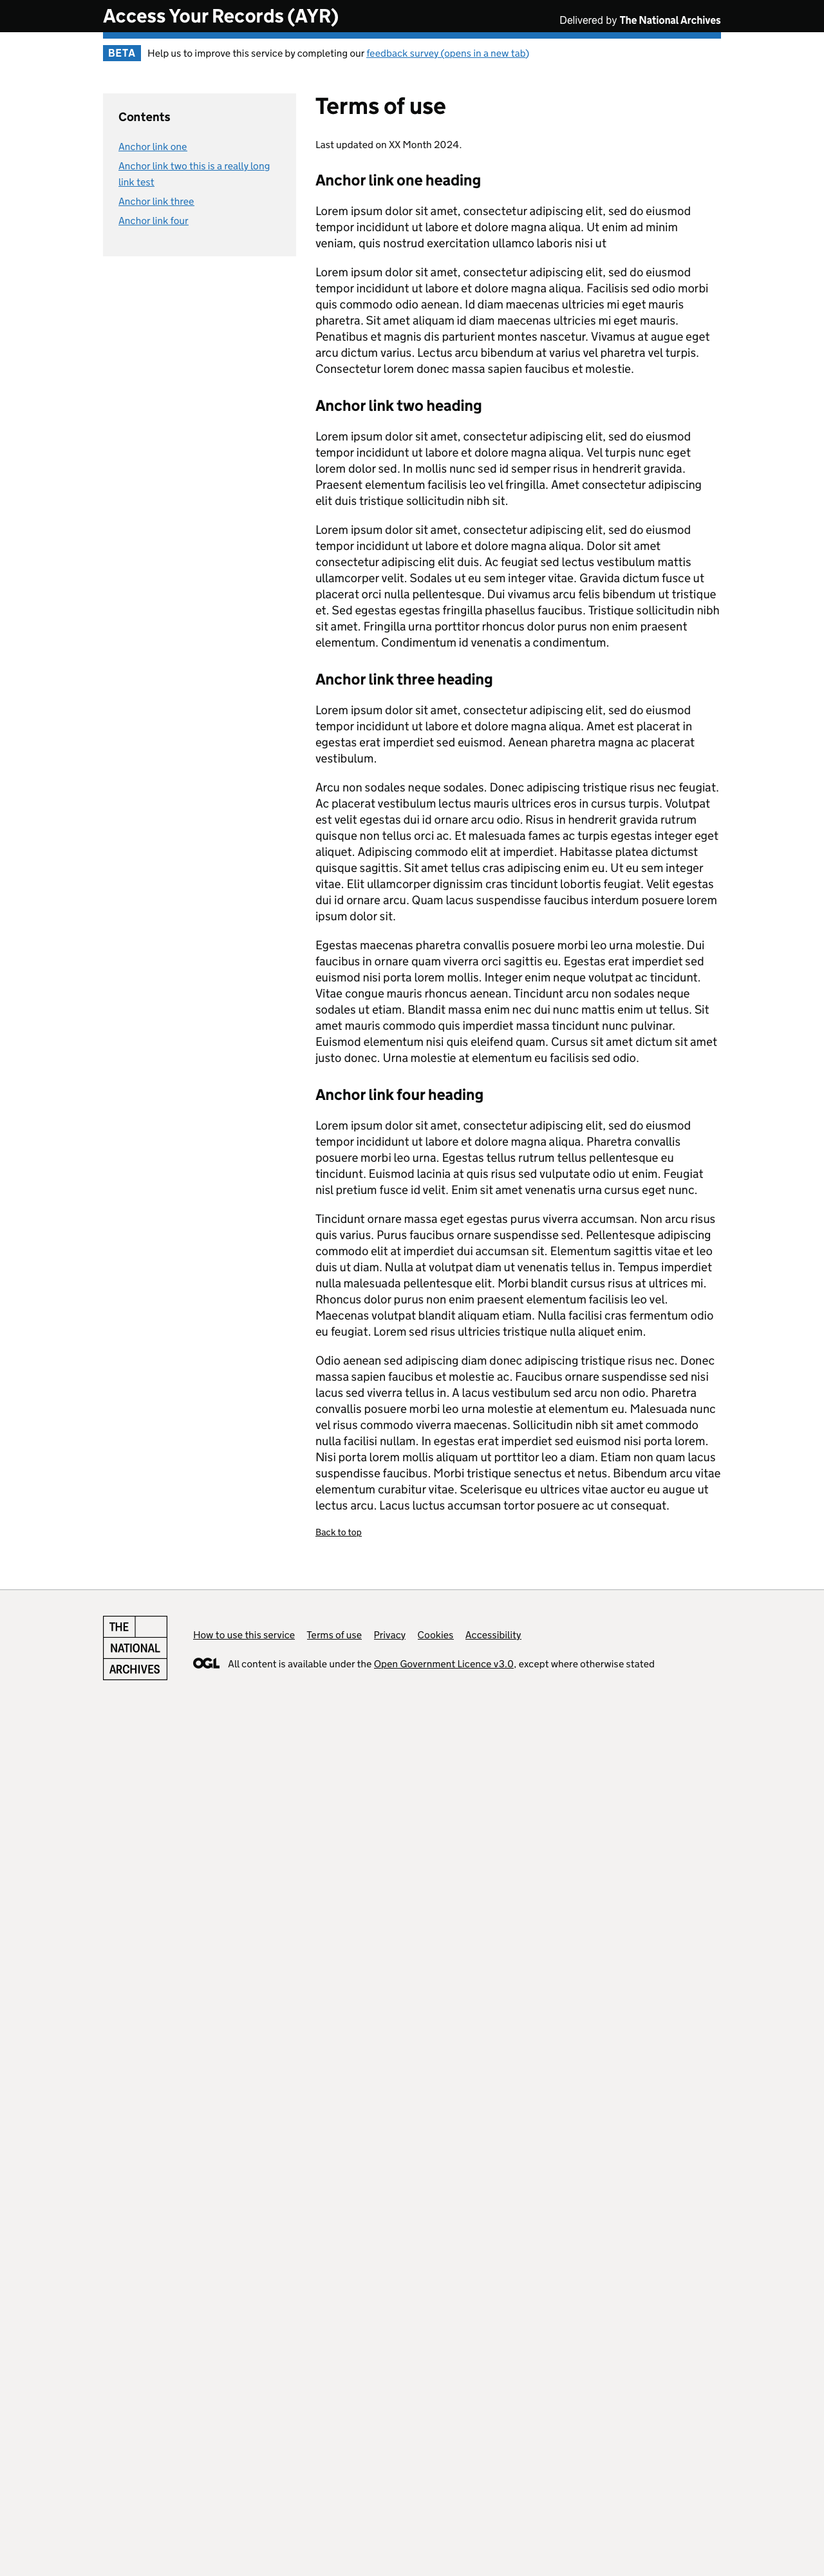 Access Your Records (AYR)
Delivered by The National Archives
BETA Help us to improve this service by completing our feedback survey (opens in a new tab)
Contents
Anchor link one
Anchor link two this is a really long
link test
Anchor link three
Anchor link four
Terms of use
Last updated on XX Month 2024.
Anchor link one heading
Lorem ipsum dolor sit amet, consectetur adipiscing elit, sed do eiusmod
tempor incididunt ut labore et dolore magna aliqua. Ut enim ad minim
veniam, quis nostrud exercitation ullamco laboris nisi ut
Lorem ipsum dolor sit amet, consectetur adipiscing elit, sed do eiusmod
tempor incididunt ut labore et dolore magna aliqua. Facilisis sed odio morbi
quis commodo odio aenean. Id diam maecenas ultricies mi eget mauris
pharetra. Sit amet aliquam id diam maecenas ultricies mi eget mauris.
Penatibus et magnis dis parturient montes nascetur. Vivamus at augue eget
arcu dictum varius. Lectus arcu bibendum at varius vel pharetra vel turpis.
Consectetur lorem donec massa sapien faucibus et molestie.
Anchor link two heading
Lorem ipsum dolor sit amet, consectetur adipiscing elit, sed do eiusmod
tempor incididunt ut labore et dolore magna aliqua. Vel turpis nunc eget
lorem dolor sed. In mollis nunc sed id semper risus in hendrerit gravida.
Praesent elementum facilisis leo vel fringilla. Amet consectetur adipiscing
elit duis tristique sollicitudin nibh sit.
Lorem ipsum dolor sit amet, consectetur adipiscing elit, sed do eiusmod
tempor incididunt ut labore et dolore magna aliqua. Dolor sit amet
consectetur adipiscing elit duis. Ac feugiat sed lectus vestibulum mattis
ullamcorper velit. Sodales ut eu sem integer vitae. Gravida dictum fusce ut
placerat orci nulla pellentesque. Dui vivamus arcu felis bibendum ut tristique
et. Sed egestas egestas fringilla phasellus faucibus. Tristique sollicitudin nibh
sit amet. Fringilla urna porttitor rhoncus dolor purus non enim praesent
elementum. Condimentum id venenatis a condimentum.
Anchor link three heading
Lorem ipsum dolor sit amet, consectetur adipiscing elit, sed do eiusmod
tempor incididunt ut labore et dolore magna aliqua. Amet est placerat in
egestas erat imperdiet sed euismod. Aenean pharetra magna ac placerat
vestibulum.
Arcu non sodales neque sodales. Donec adipiscing tristique risus nec feugiat.
Ac placerat vestibulum lectus mauris ultrices eros in cursus turpis. Volutpat
est velit egestas dui id ornare arcu odio. Risus in hendrerit gravida rutrum
quisque non tellus orci ac. Et malesuada fames ac turpis egestas integer eget
aliquet. Adipiscing commodo elit at imperdiet. Habitasse platea dictumst
quisque sagittis. Sit amet tellus cras adipiscing enim eu. Ut eu sem integer
vitae. Elit ullamcorper dignissim cras tincidunt lobortis feugiat. Velit egestas
dui id ornare arcu. Quam lacus suspendisse faucibus interdum posuere lorem
ipsum dolor sit.
Egestas maecenas pharetra convallis posuere morbi leo urna molestie. Dui
faucibus in ornare quam viverra orci sagittis eu. Egestas erat imperdiet sed
euismod nisi porta lorem mollis. Integer enim neque volutpat ac tincidunt.
Vitae congue mauris rhoncus aenean. Tincidunt arcu non sodales neque
sodales ut etiam. Blandit massa enim nec dui nunc mattis enim ut tellus. Sit
amet mauris commodo quis imperdiet massa tincidunt nunc pulvinar.
Euismod elementum nisi quis eleifend quam. Cursus sit amet dictum sit amet
justo donec. Urna molestie at elementum eu facilisis sed odio.
Anchor link four heading
Lorem ipsum dolor sit amet, consectetur adipiscing elit, sed do eiusmod
tempor incididunt ut labore et dolore magna aliqua. Pharetra convallis
posuere morbi leo urna. Egestas tellus rutrum tellus pellentesque eu
tincidunt. Euismod lacinia at quis risus sed vulputate odio ut enim. Feugiat
nisl pretium fusce id velit. Enim sit amet venenatis urna cursus eget nunc.
Tincidunt ornare massa eget egestas purus viverra accumsan. Non arcu risus
quis varius. Purus faucibus ornare suspendisse sed. Pellentesque adipiscing
commodo elit at imperdiet dui accumsan sit. Elementum sagittis vitae et leo
duis ut diam. Nulla at volutpat diam ut venenatis tellus in. Tempus imperdiet
nulla malesuada pellentesque elit. Morbi blandit cursus risus at ultrices mi.
Rhoncus dolor purus non enim praesent elementum facilisis leo vel.
Maecenas volutpat blandit aliquam etiam. Nulla facilisi cras fermentum odio
eu feugiat. Lorem sed risus ultricies tristique nulla aliquet enim.
Odio aenean sed adipiscing diam donec adipiscing tristique risus nec. Donec
massa sapien faucibus et molestie ac. Faucibus ornare suspendisse sed nisi
lacus sed viverra tellus in. A lacus vestibulum sed arcu non odio. Pharetra
convallis posuere morbi leo urna molestie at elementum eu. Malesuada nunc
vel risus commodo viverra maecenas. Sollicitudin nibh sit amet commodo
nulla facilisi nullam. In egestas erat imperdiet sed euismod nisi porta lorem.
Nisi porta lorem mollis aliquam ut porttitor leo a diam. Etiam non quam lacus
suspendisse faucibus. Morbi tristique senectus et netus. Bibendum arcu vitae
elementum curabitur vitae. Scelerisque eu ultrices vitae auctor eu augue ut
lectus arcu. Lacus luctus accumsan tortor posuere ac ut consequat.
Back to top
THE
NATIONAL
ARCHIVES
How to use this service Terms of use Privacy Cookies Accessibility
OGL All content is available under the Open Government Licence v3.0, except where otherwise stated